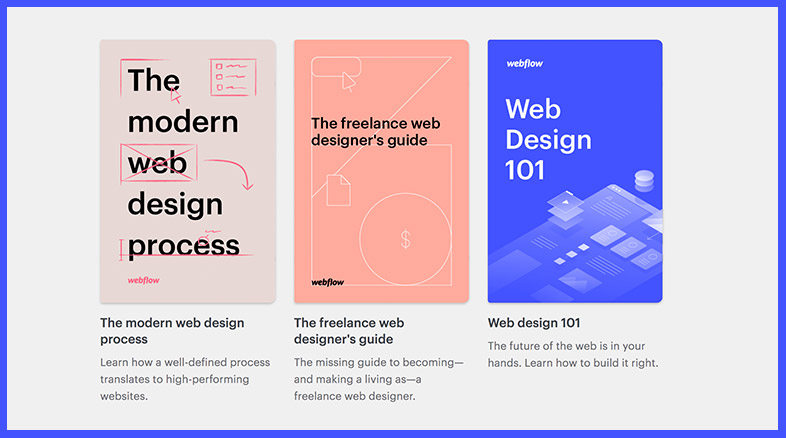 The
modern
web
design
process
webflow
The freelance web
designer's guide
$
webflow
webflow
Web
Design
101
The modern web design
process
Learn how a well-defined process
translates to high-performing
websites.
The freelance web
designer's guide
The missing guide to becoming—
and making a living as—a
freelance web designer.
Web design 101
The future of the web is in your
hands. Learn how to build it right.